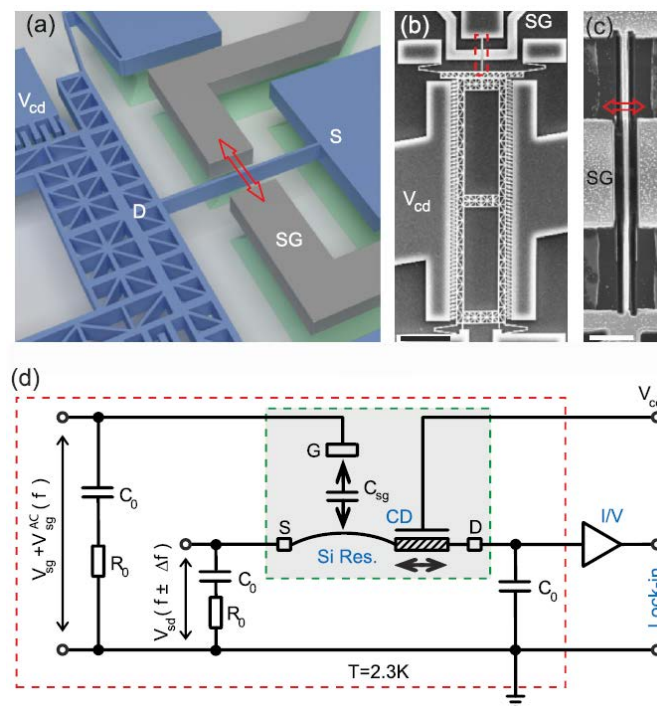 (a)
V_cd
S
D
SG
(b)
SG
V_cd
(c)
SG
(d)
V_cd
G
C_0
C_sg
CD
I/V
S
D
Si Res.
R_0
C_0
R_0
C_0
V_sg + V_sg^AC (f)
V_sd (f ± Δf)
Lock-in
T=2.3K